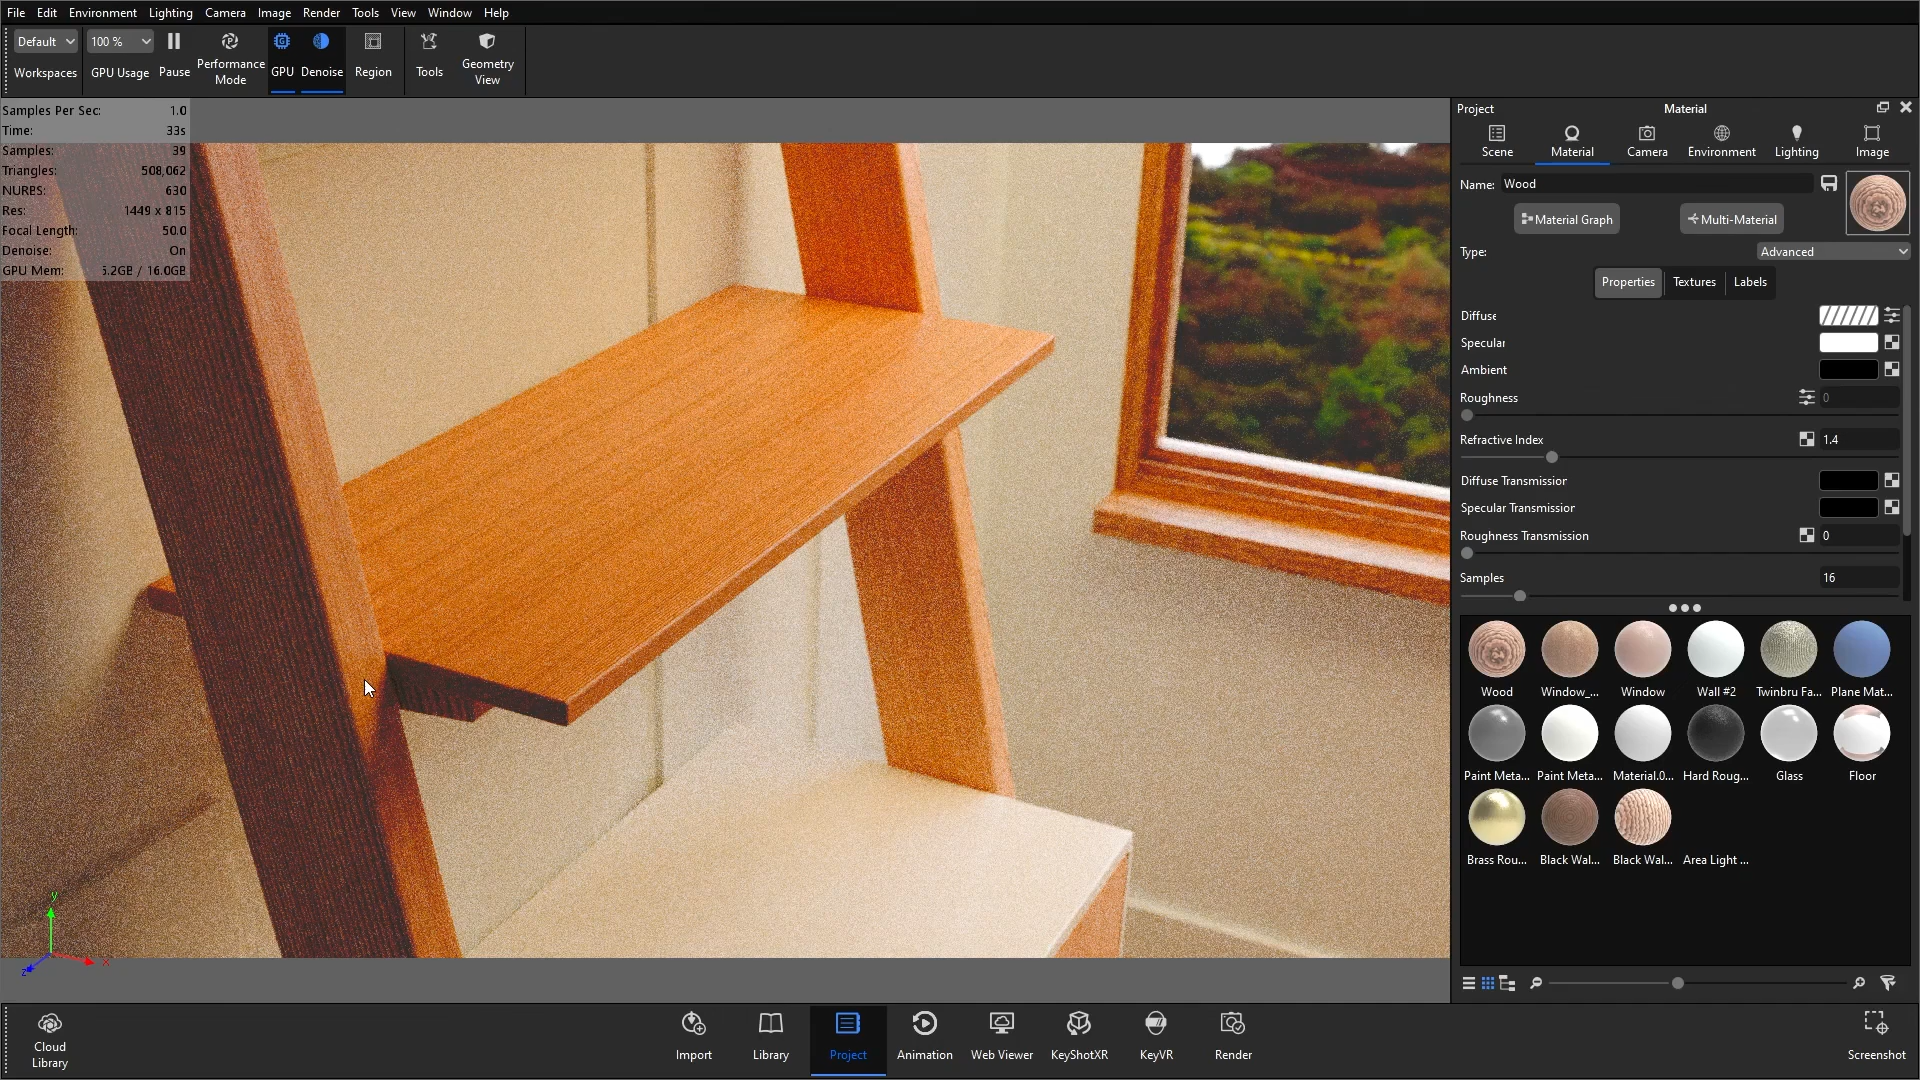 File Edit Environment Lighting Camera Image Render Tools View Window Help
Default 100 %
Workspaces GPU Usage Pause Performance Mode GPU Denoise Region Tools Geometry View
Samples Per Sec: 1.0
Time: 33s
Samples: 39
Triangles: 508,062
NURBS: 630
Res: 1449 x 815
Focal Length: 50.0
Denoise: On
GPU Mem: 5.2GB / 16.0GB
y
x
z
Project Material
Scene Material Camera Environment Lighting Image
Name: Wood
Material Graph Multi-Material
Type: Advanced
Properties Textures Labels
Diffuse
Specular
Ambient
Roughness 0
Refractive Index 1.4
Diffuse Transmission
Specular Transmission
Roughness Transmission 0
Samples 16
Wood Window_... Window Wall #2 Twinbru Fa... Plane Mat...
Paint Meta... Paint Meta... Material.0... Hard Roug... Glass Floor
Brass Rou... Black Wal... Black Wal... Area Light ...
Cloud Library
Import Library Project Animation Web Viewer KeyShotXR KeyVR Render
Screenshot